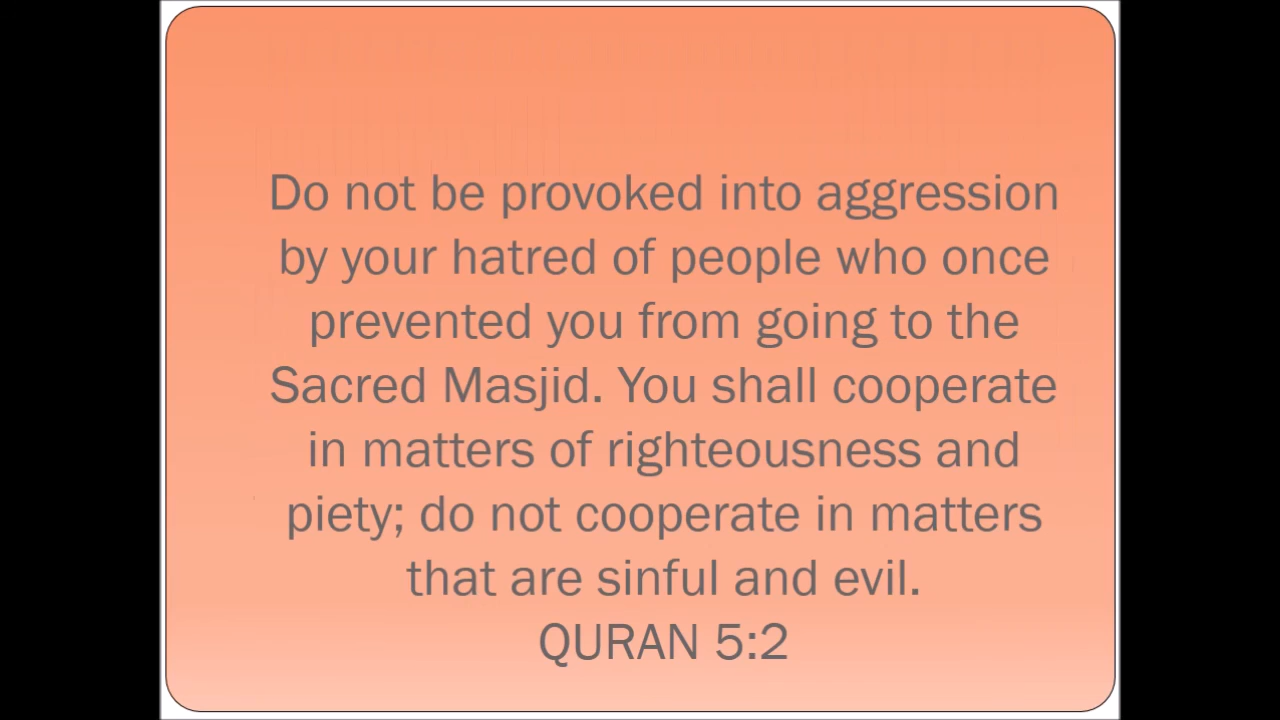 Do not be provoked into aggression
by your hatred of people who once
prevented you from going to the
Sacred Masjid. You shall cooperate
in matters of righteousness and
piety; do not cooperate in matters
that are sinful and evil.
QURAN 5:2